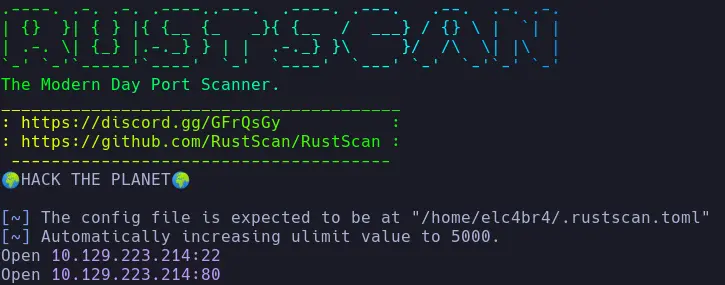 .----. .-. .-. .----..---.  .----. .---.   .--.  .-. .-.
| {}  }| { } |{ {__ {_   _}{ {__  /  ___} / {} \ |  `| |
| .-. \| {_} |.-._} } | |  .-._} }\     }/  /\  \| |\  |
`-' `-'`-----'`----'  `-'  `----'  `---' `-'  `-'`-' `-'
The Modern Day Port Scanner.
________________________________________
: https://discord.gg/GFrQsGy           :
: https://github.com/RustScan/RustScan :
 --------------------------------------
🌍HACK THE PLANET🌍
[~] The config file is expected to be at "/home/elc4br4/.rustscan.toml"
[~] Automatically increasing ulimit value to 5000.
Open 10.129.223.214:22
Open 10.129.223.214:80